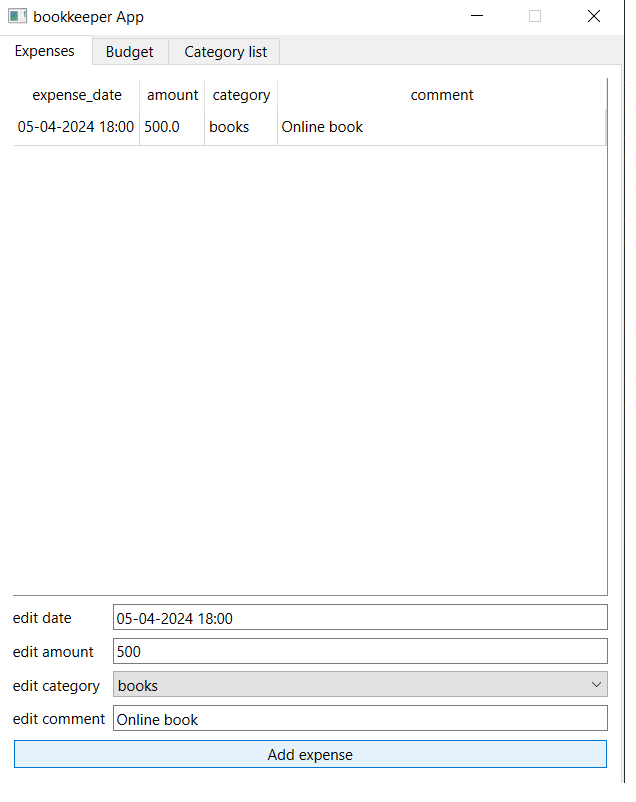 bookkeeper App
Expenses Budget Category list
expense_date amount category comment
05-04-2024 18:00 500.0 books Online book
edit date 05-04-2024 18:00
edit amount 500
edit category books
edit comment Online book
Add expense